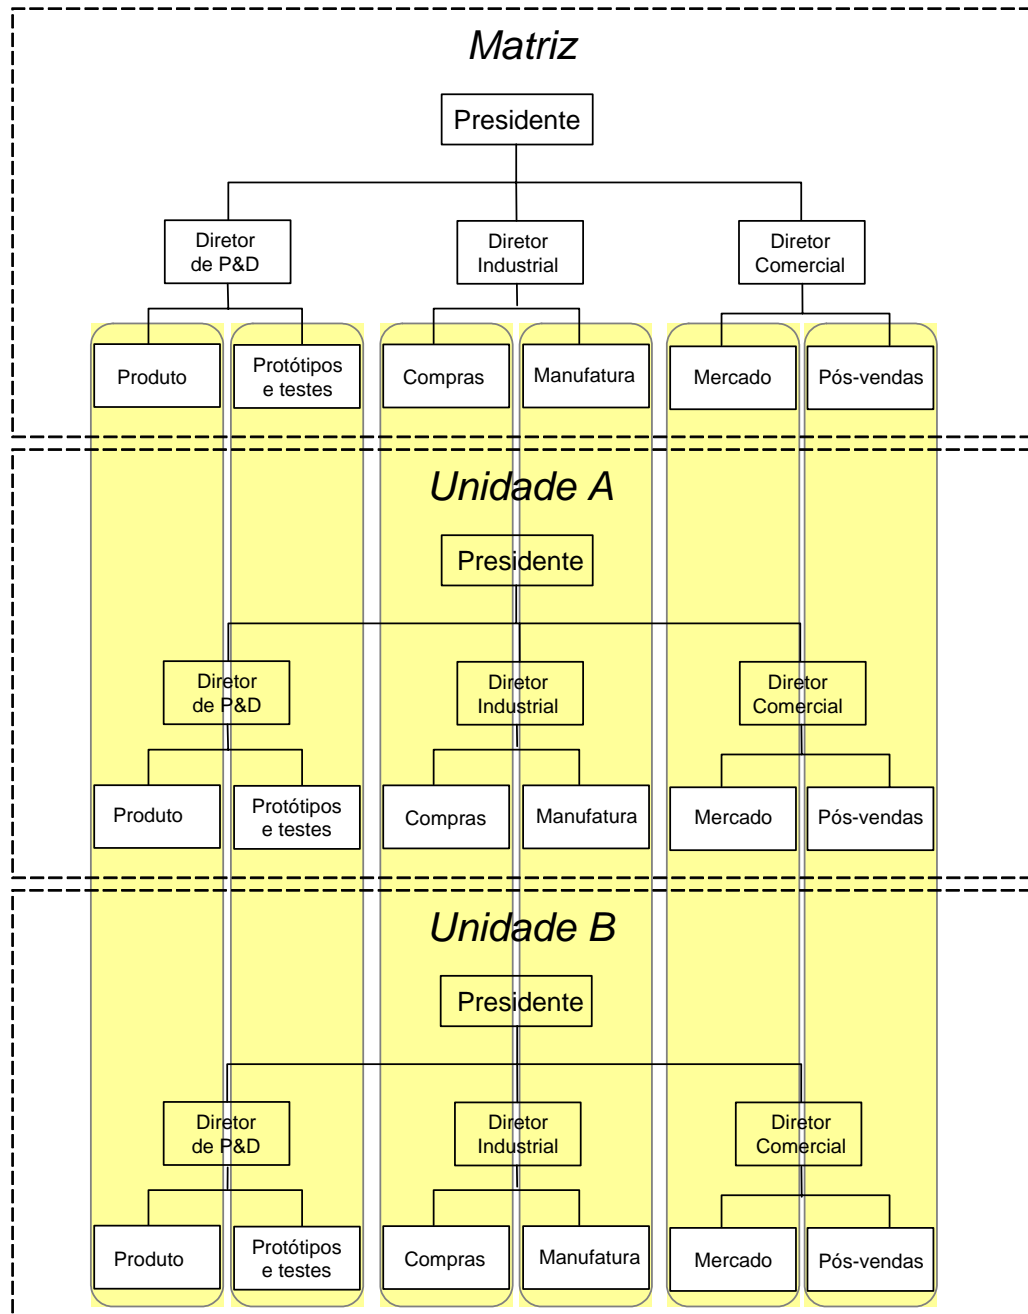 Matriz
Presidente
Diretor
de P&D
Diretor
Industrial
Diretor
Comercial
Produto
Protótipos
e testes
Compras
Manufatura
Mercado
Pós-vendas
Unidade A
Presidente
Diretor
de P&D
Diretor
Industrial
Diretor
Comercial
Produto
Protótipos
e testes
Compras
Manufatura
Mercado
Pós-vendas
Unidade B
Presidente
Diretor
de P&D
Diretor
Industrial
Diretor
Comercial
Produto
Protótipos
e testes
Compras
Manufatura
Mercado
Pós-vendas